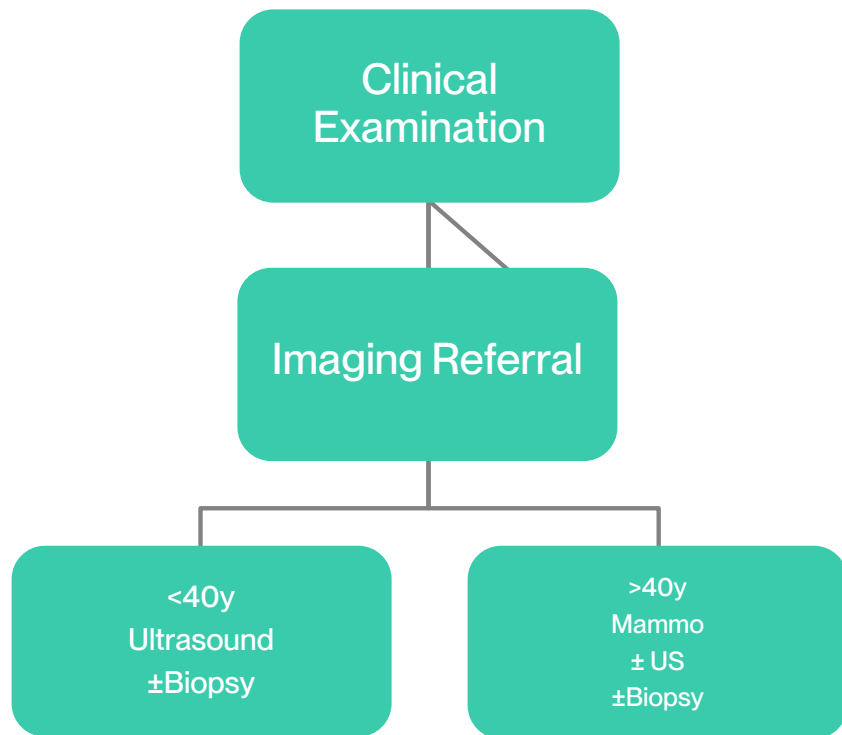 Clinical
Examination
Imaging Referral
<40y
Ultrasound
±Biopsy
>40y
Mammo
± US
±Biopsy